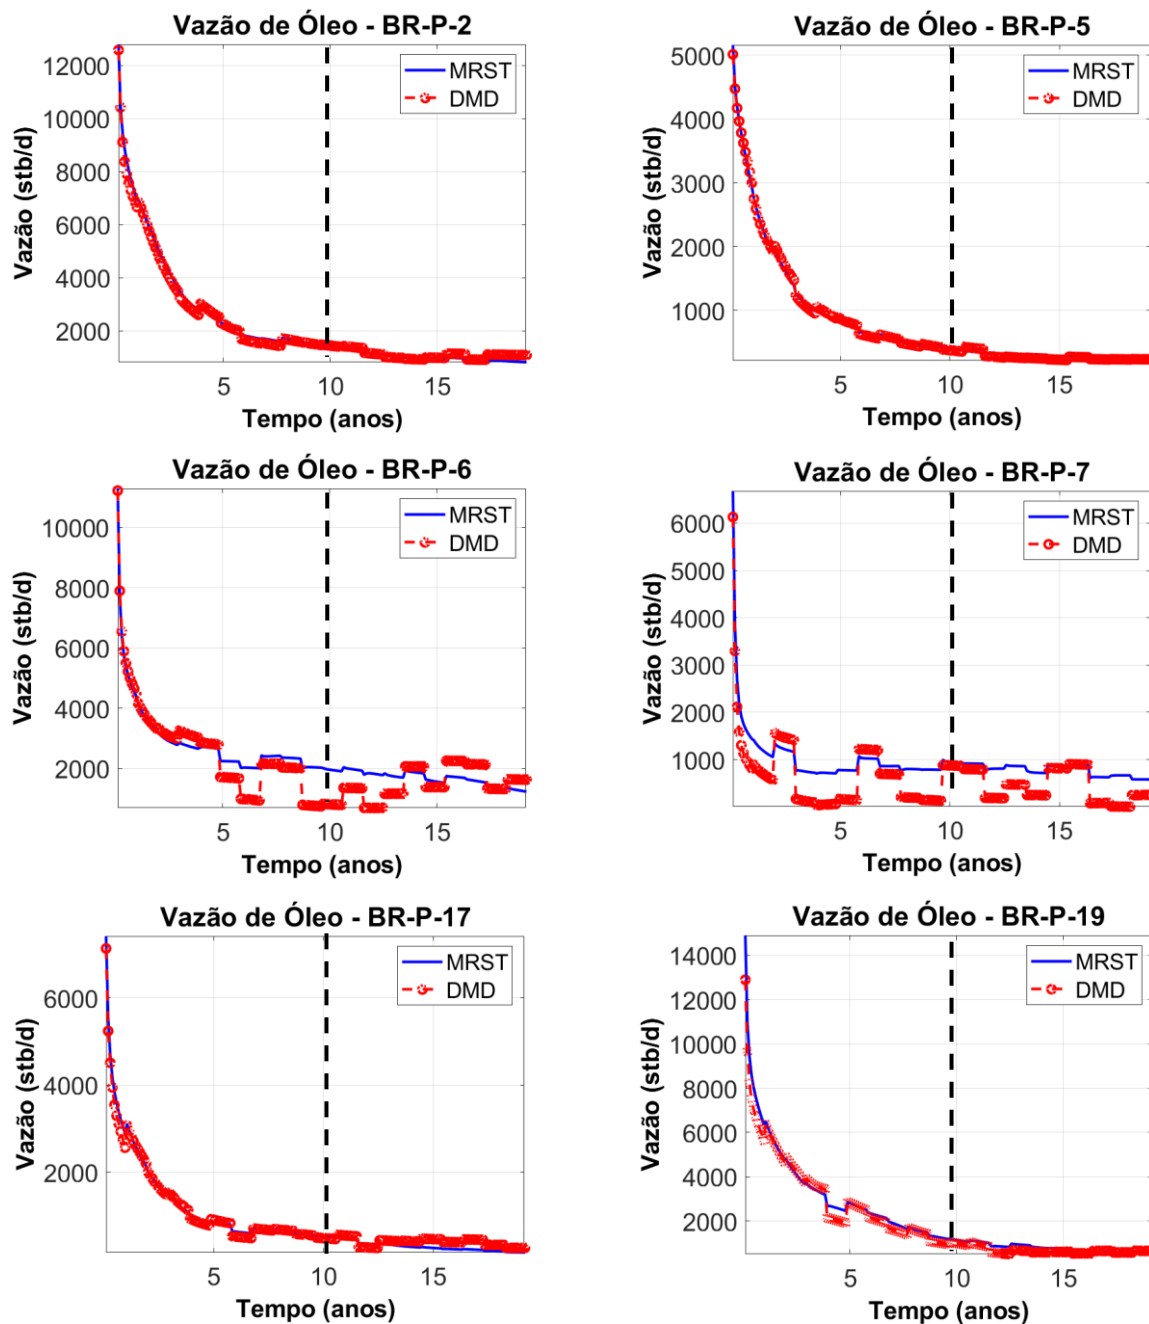 Vazão de Óleo - BR-P-2
12000
10000
8000
6000
4000
2000
Vazão (stb/d)
MRST
DMD
5 10 15
Tempo (anos)
Vazão de Óleo - BR-P-5
5000
4000
3000
2000
1000
Vazão (stb/d)
MRST
DMD
5 10 15
Tempo (anos)
Vazão de Óleo - BR-P-6
10000
8000
6000
4000
2000
Vazão (stb/d)
MRST
DMD
5 10 15
Tempo (anos)
Vazão de Óleo - BR-P-7
6000
5000
4000
3000
2000
1000
Vazão (stb/d)
MRST
DMD
5 10 15
Tempo (anos)
Vazão de Óleo - BR-P-17
6000
4000
2000
Vazão (stb/d)
MRST
DMD
5 10 15
Tempo (anos)
Vazão de Óleo - BR-P-19
14000
12000
10000
8000
6000
4000
2000
Vazão (stb/d)
MRST
DMD
5 10 15
Tempo (anos)